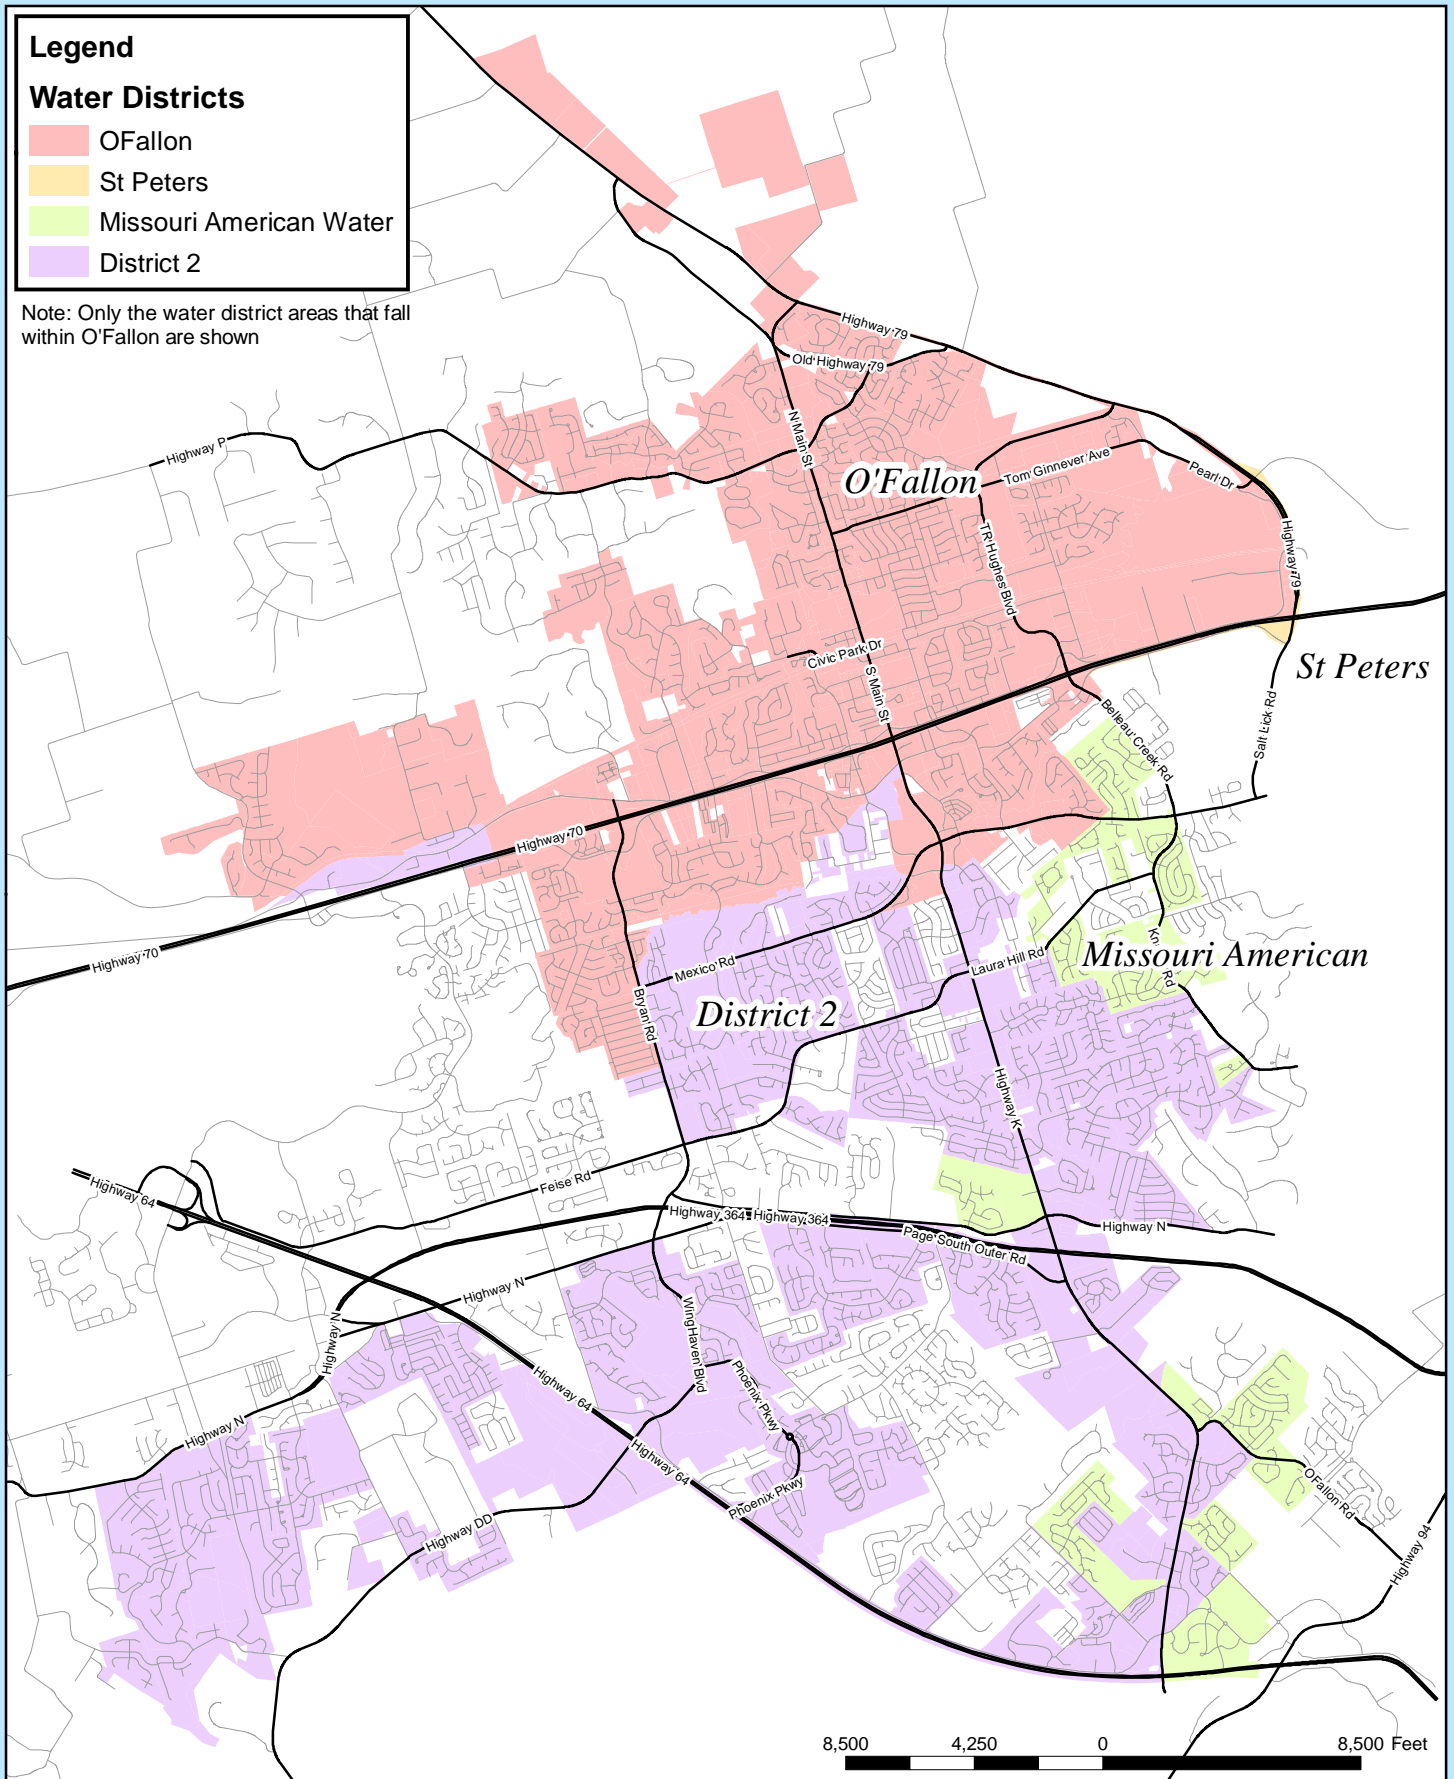 Legend
Water Districts
OFallon
St Peters
Missouri American Water
District 2
Note: Only the water district areas that fall
within O'Fallon are shown
Highway 79
Old Highway 79
N Main St
Highway P
O'Fallon
Tom Ginnever Ave
Pearl Dr
TR Hughes Blvd
Highway 79
Civic Park Dr
S Main St
St Peters
Salt Lick Rd
Belleau Creek Rd
Highway 70
Highway 70
Mexico Rd
Laura Hill Rd
Missouri American
Rd
Bryan Rd
District 2
Highway K
Highway 64
Feise Rd
Highway 364
Highway 364
Highway N
Page South Outer Rd
Highway N
Highway N
WingHaven Blvd
Phoenix Pkwy
Highway 64
Highway N
Highway 64
Phoenix Pkwy
OFallon Rd
Highway DD
Highway 94
8,500 4,250 0 8,500 Feet